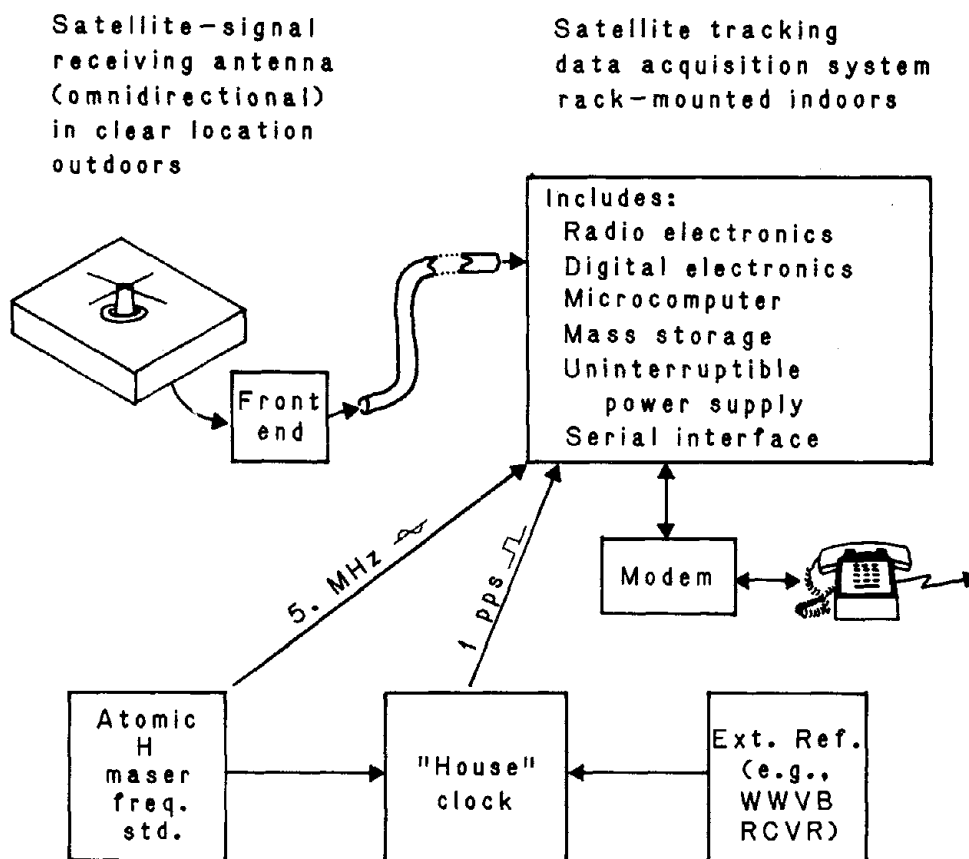 Satellite-signal
receiving antenna
(omnidirectional)
in clear location
outdoors
Satellite tracking
data acquisition system
rack-mounted indoors
Includes:
Radio electronics
Digital electronics
Microcomputer
Mass storage
Uninterruptible
power supply
Serial interface
Front
end
5. MHz
1 pps
Modem
Atomic
H
maser
freq.
std.
"House"
clock
Ext. Ref.
(e.g.,
WWVB
RCVR)